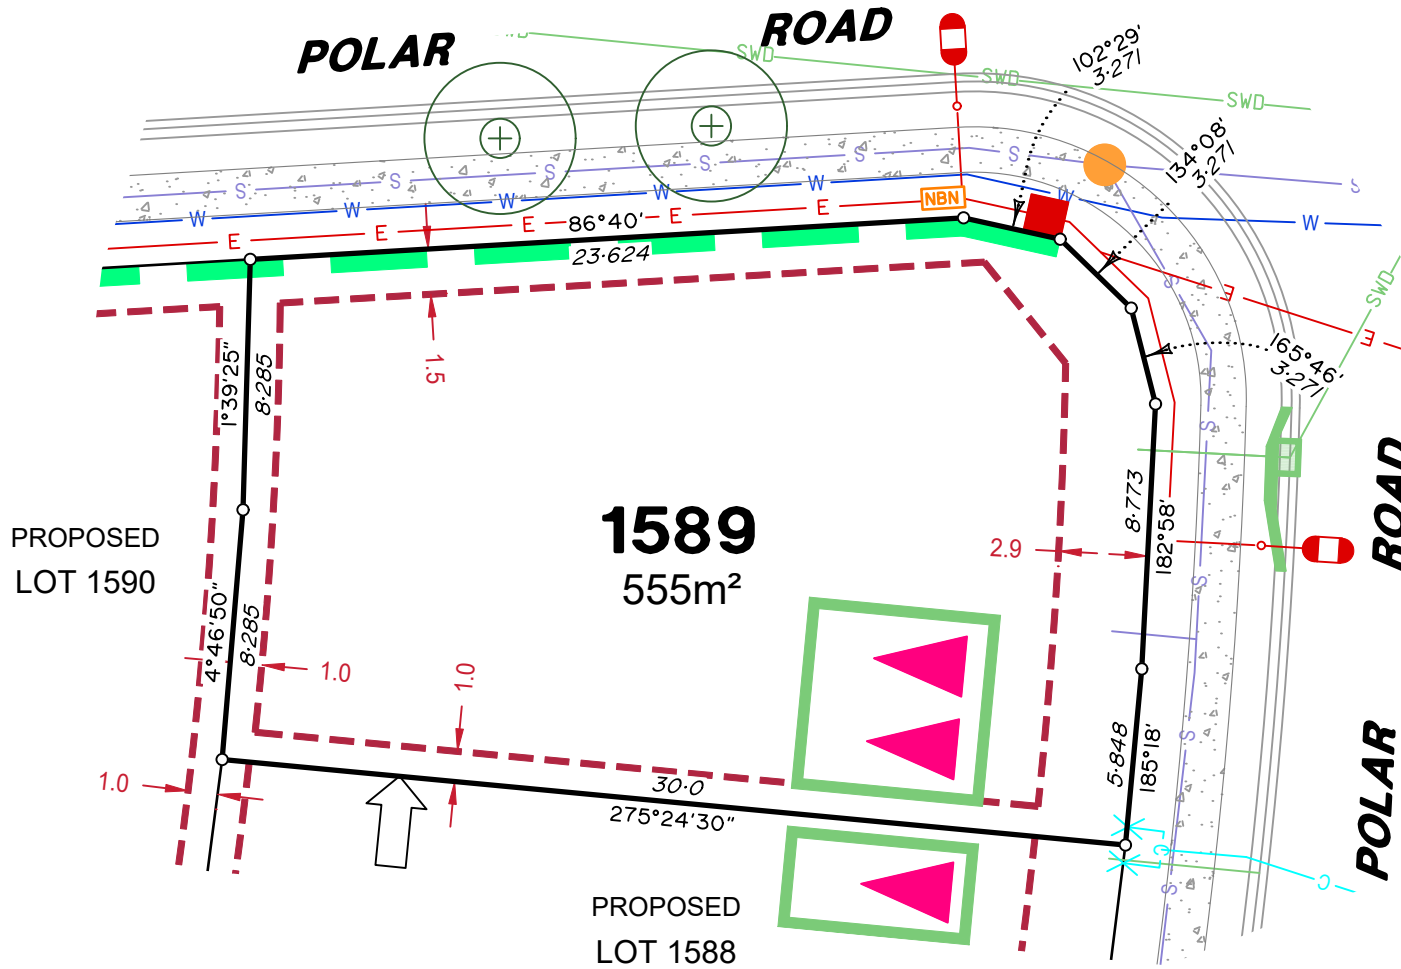 POLAR
ROAD
SWD
SWD
SWD
SWD
102°29'
3·271
134°08'
3·271
S
S
S
S
S
S
S
W
W
W
W
W
W
W
E
E
E
E
E
NBN
86°40'
23·624
E
E
S
SWD
165°46'
3·271
1°39'25"
8·285
1.5
S
8·773
182°58'
ROAD
1589
555m²
2.9
PROPOSED
LOT 1590
S
4°46'50"
8·285
1.0
1.0
S
5·848
185°18'
POLAR
1.0
30·0
275°24'30"
C
C
S
PROPOSED
LOT 1588